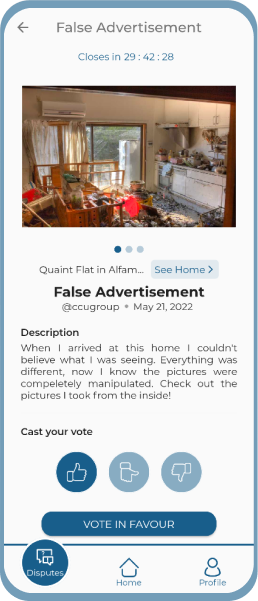 False Advertisement
Closes in 29 : 42 : 28
Quaint Flat in Alfam... See Home >
False Advertisement
@ccugroup • May 21, 2022
Description
When I arrived at this home I couldn't
believe what I was seeing. Everything was
different, now I know the pictures were
compeletely manipulated. Check out the
pictures I took from the inside!
Cast your vote
VOTE IN FAVOUR
Disputes
Home
Profile